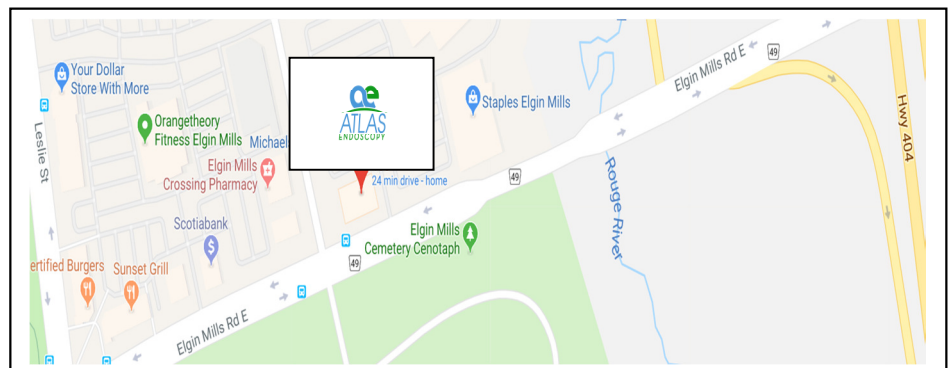 Your Dollar
Store With More
Orangetheory
Fitness Elgin Mills
Michael
Elgin Mills
Crossing Pharmacy
Leslie St
Scotiabank
$
ertified Burgers
Sunset Grill
ae
ATLAS
ENDOSCOPY
24 min drive - home
Staples Elgin Mills
Elgin Mills Rd E
49
Hwy 404
49
Rouge River
Elgin Mills
Cemetery Cenotaph
49
Elgin Mills Rd E